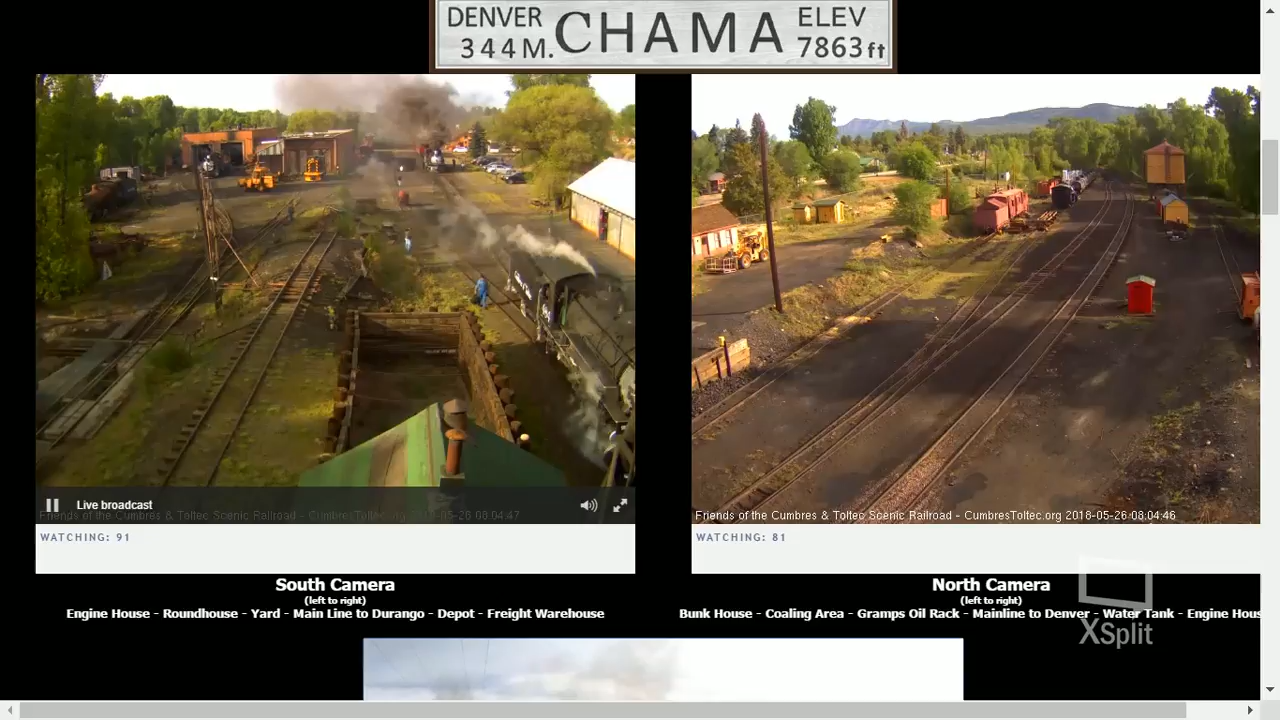 DENVER
344M.
CHAMA
ELEV
7863ft
Live broadcast
Friends of the Cumbres & Toltec Scenic Railroad - CumbresToltec.org 2018-05-26 08:04:47
Friends of the Cumbres & Toltec Scenic Railroad - CumbresToltec.org 2018-05-26 08:04:46
WATCHING: 91
WATCHING: 81
South Camera
(left to right)
Engine House - Roundhouse - Yard - Main Line to Durango - Depot - Freight Warehouse
North Camera
(left to right)
Bunk House - Coaling Area - Gramps Oil Rack - Mainline to Denver - Water Tank - Engine Hous
XSplit